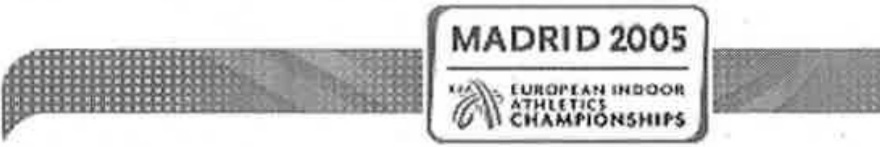 MADRID 2005
EUROPEAN INDOOR
ATHLETICS
CHAMPIONSHIPS